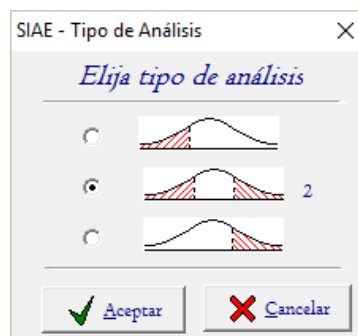 SIAE - Tipo de Análisis
Elija tipo de análisis
2
Aceptar
Cancelar